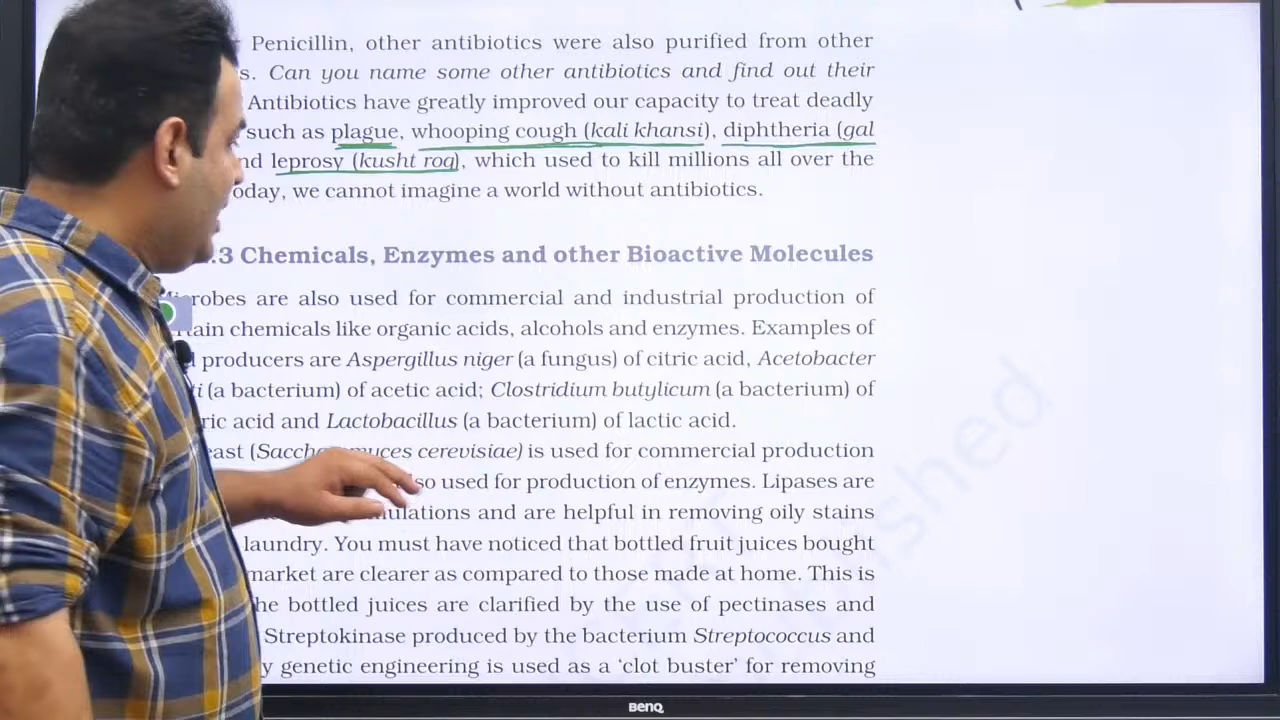 Penicillin, other antibiotics were also purified from other
s. Can you name some other antibiotics and find out their
Antibiotics have greatly improved our capacity to treat deadly
such as plague, whooping cough (kali khansi), diphtheria (gal
nd leprosy (kusht rog), which used to kill millions all over the
oday, we cannot imagine a world without antibiotics.
.3 Chemicals, Enzymes and other Bioactive Molecules
Microbes are also used for commercial and industrial production of
tain chemicals like organic acids, alcohols and enzymes. Examples of
producers are Aspergillus niger (a fungus) of citric acid, Acetobacter
ti (a bacterium) of acetic acid; Clostridium butylicum (a bacterium) of
ric acid and Lactobacillus (a bacterium) of lactic acid.
east (Saccharomyces cerevisiae) is used for commercial production
so used for production of enzymes. Lipases are
mulations and are helpful in removing oily stains
laundry. You must have noticed that bottled fruit juices bought
market are clearer as compared to those made at home. This is
he bottled juices are clarified by the use of pectinases and
Streptokinase produced by the bacterium Streptococcus and
y genetic engineering is used as a 'clot buster' for removing
BenQ